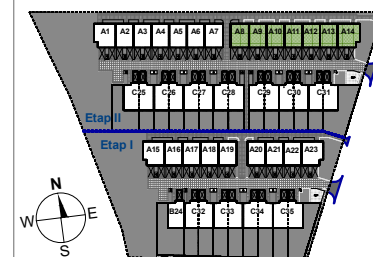 A1 A2 A3 A4 A5 A6 A7 A8 A9 A10 A11 A12 A13 A14
C25 C26 C27 C28 C29 C30 C31
Etap II
Etap I
A15 A16 A17 A18 A19 A20 A21 A22 A23
B24 C32 C33 C34 C35
N
W E
S